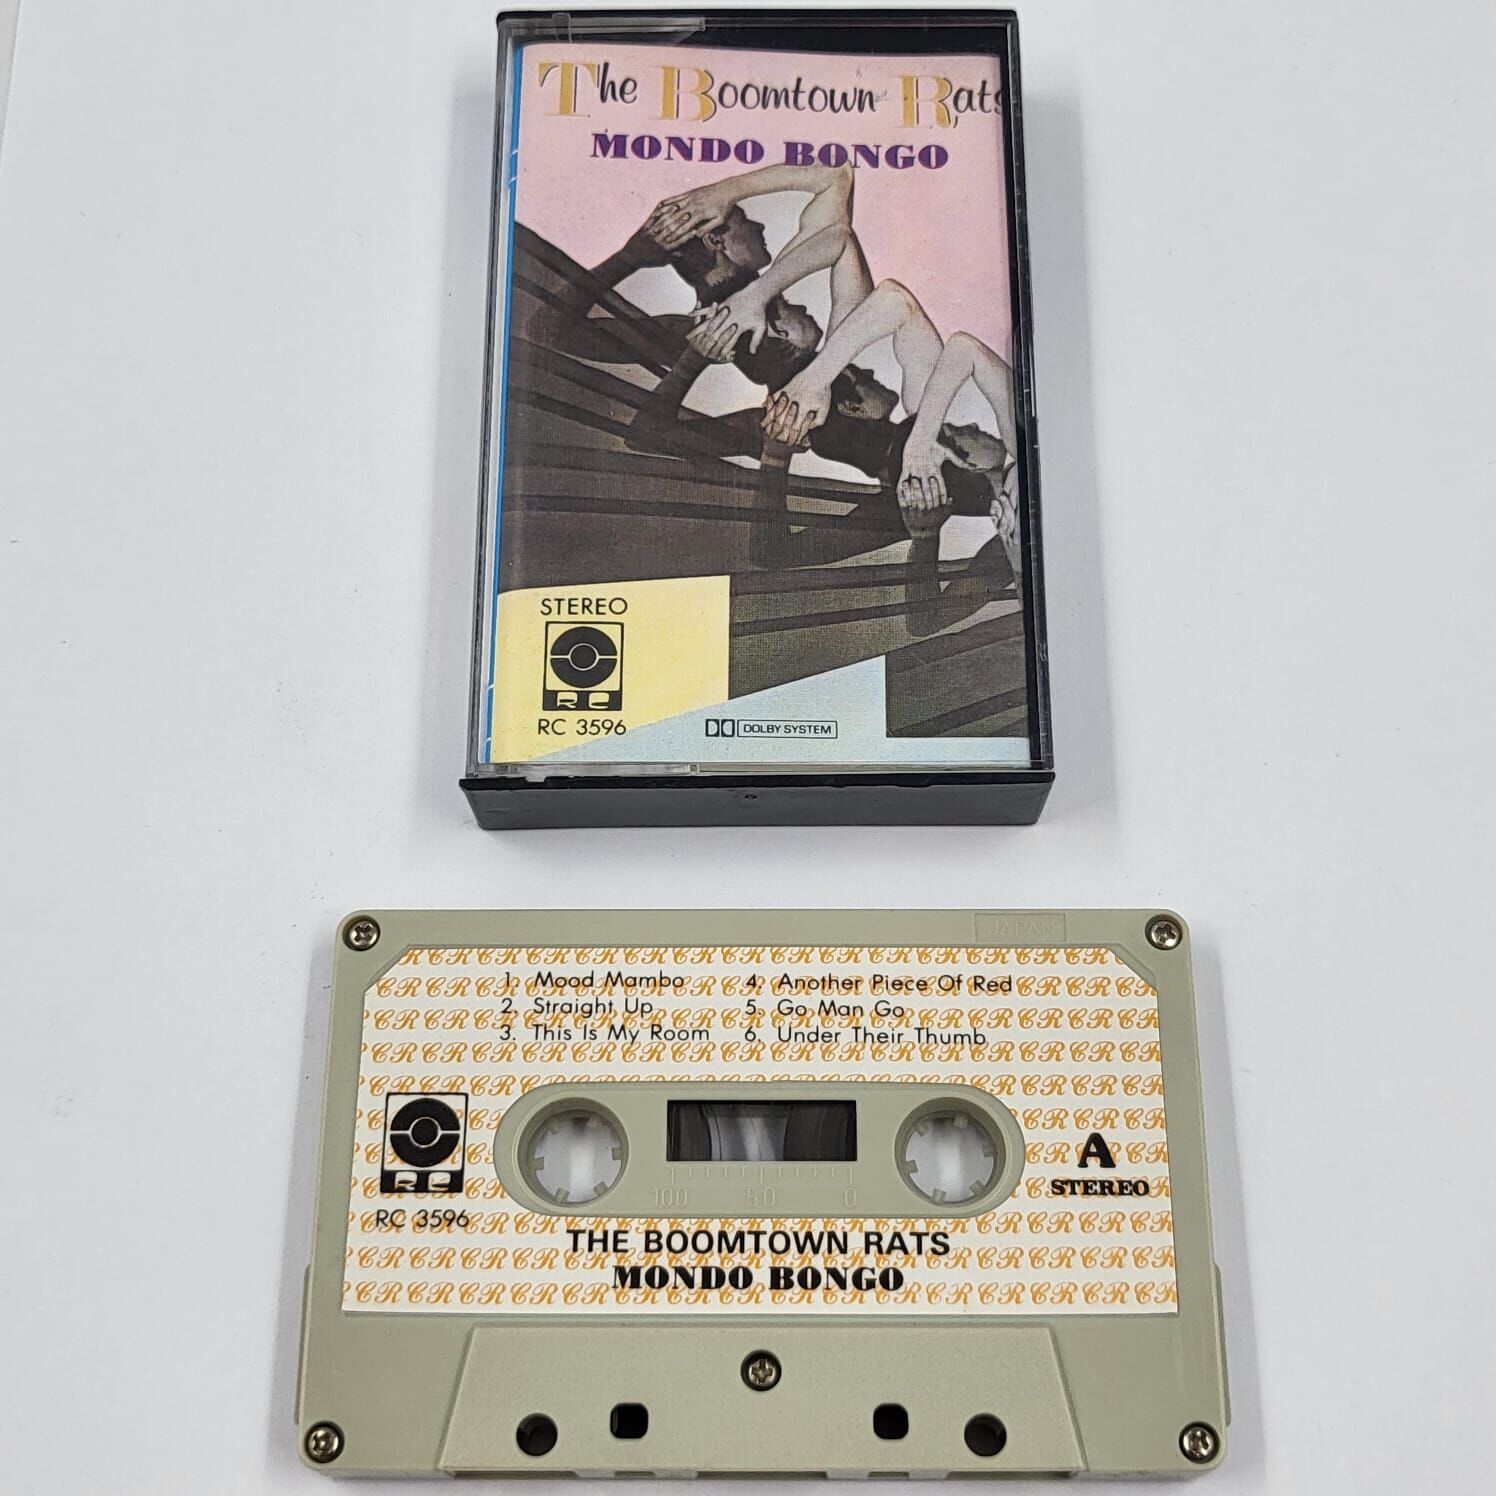 The Boomtown Rats
MONDO BONGO
STEREO
RC
RC 3596
DOLBY SYSTEM
JAPAN
1. Mood Mambo
2. Straight Up
3. This Is My Room
4. Another Piece Of Red
5. Go Man Go
6. Under Their Thumb
RC
RC 3596
A
STEREO
100 50 0
THE BOOMTOWN RATS
MONDO BONGO